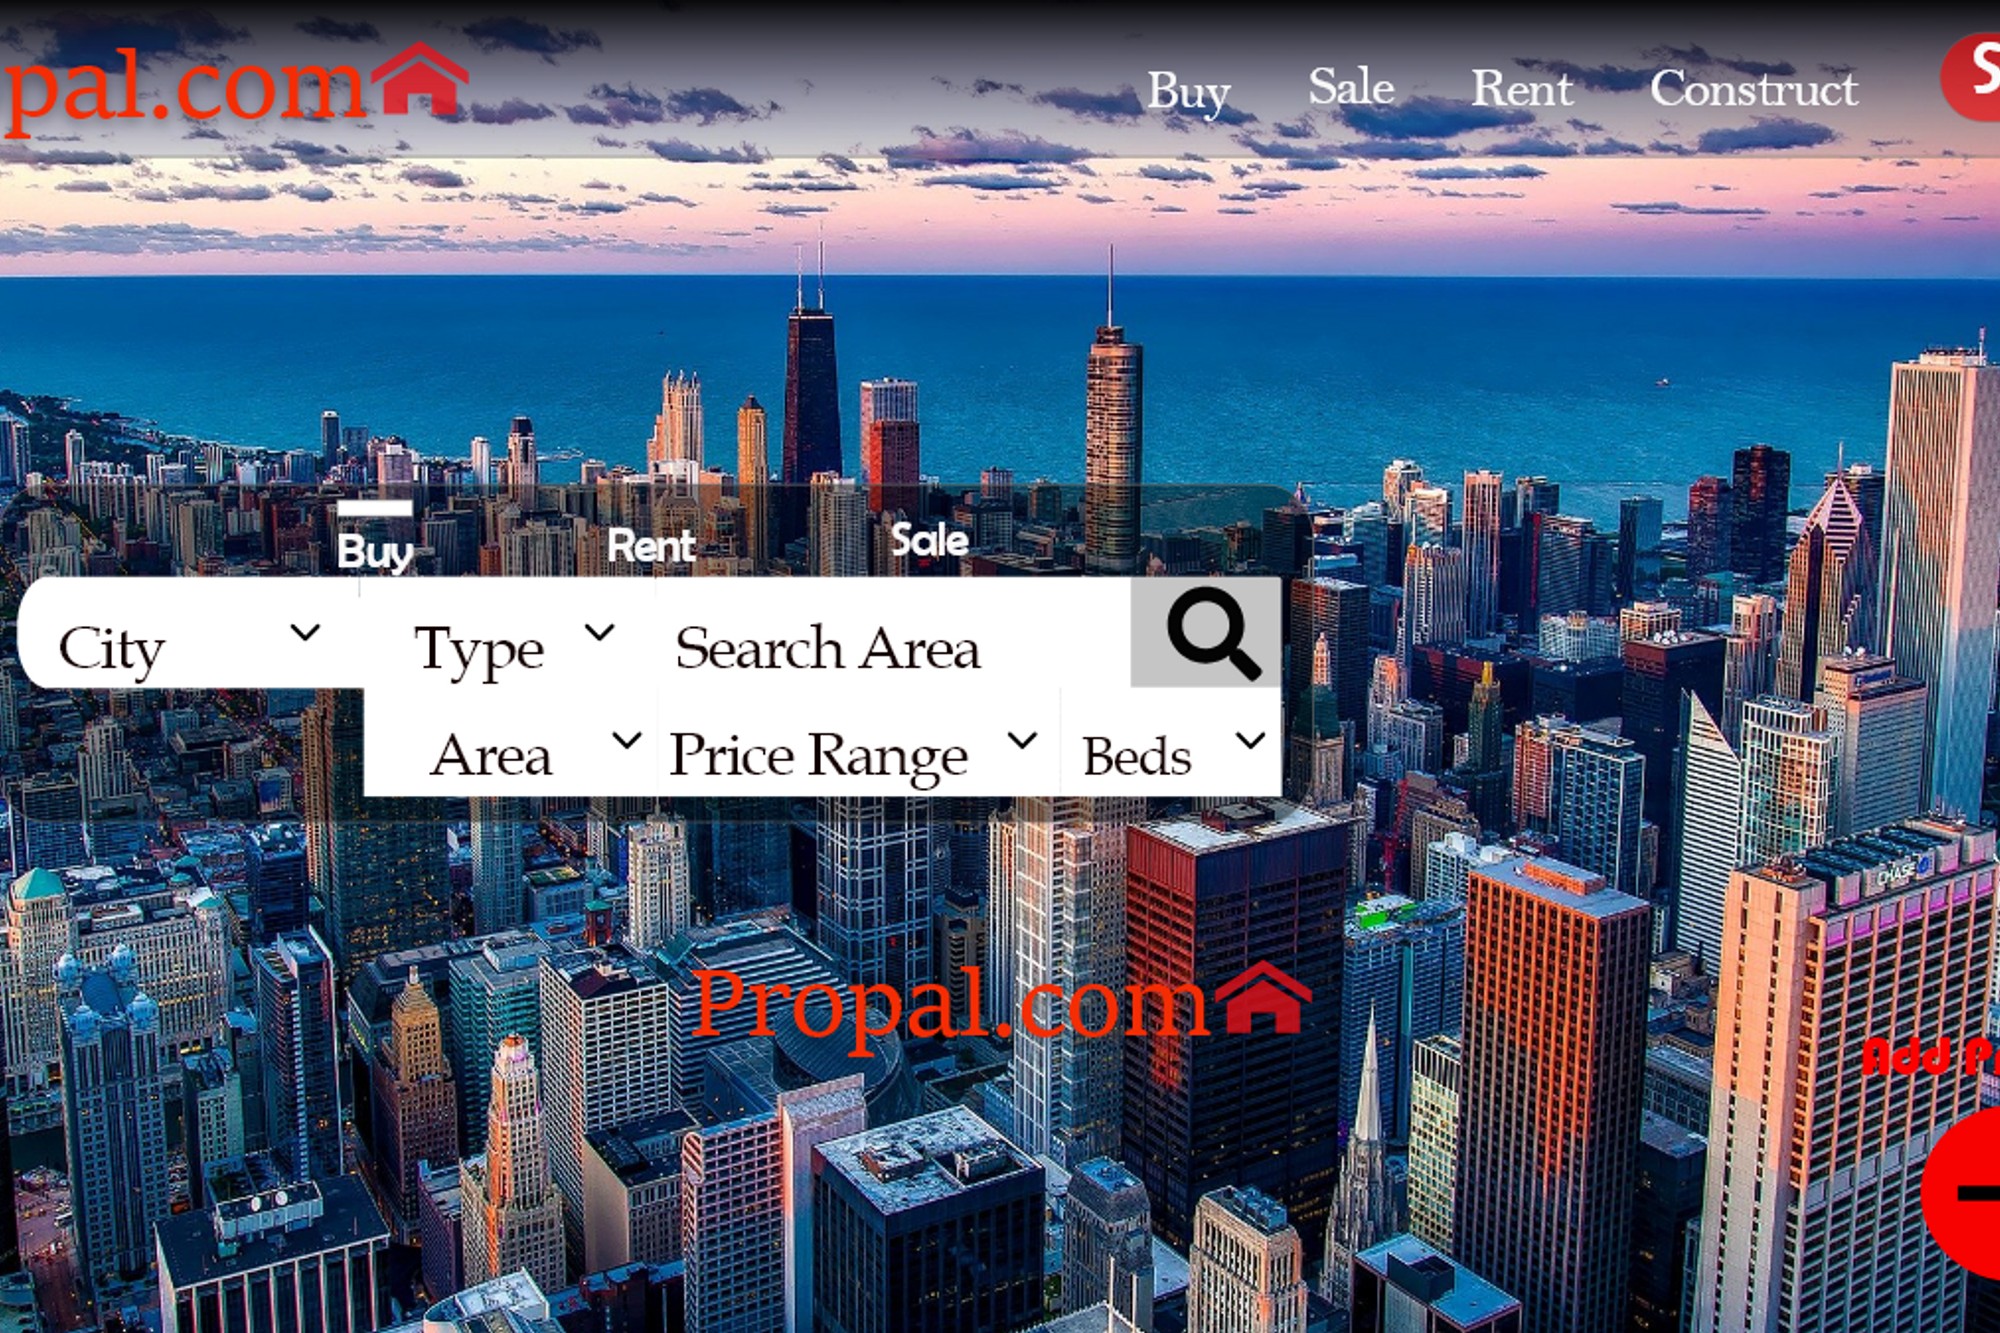 pal.com
Buy Sale Rent Construct S
Buy Rent Sale
City Type Search Area
Area Price Range Beds
CHASE
Propal.com
Add Pr